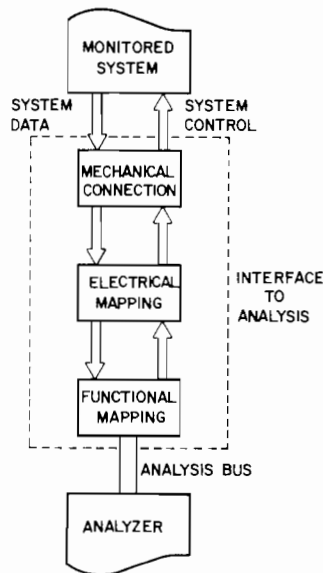 MONITORED
SYSTEM
SYSTEM
DATA
SYSTEM
CONTROL
MECHANICAL
CONNECTION
ELECTRICAL
MAPPING
INTERFACE
TO
ANALYSIS
FUNCTIONAL
MAPPING
ANALYSIS BUS
ANALYZER